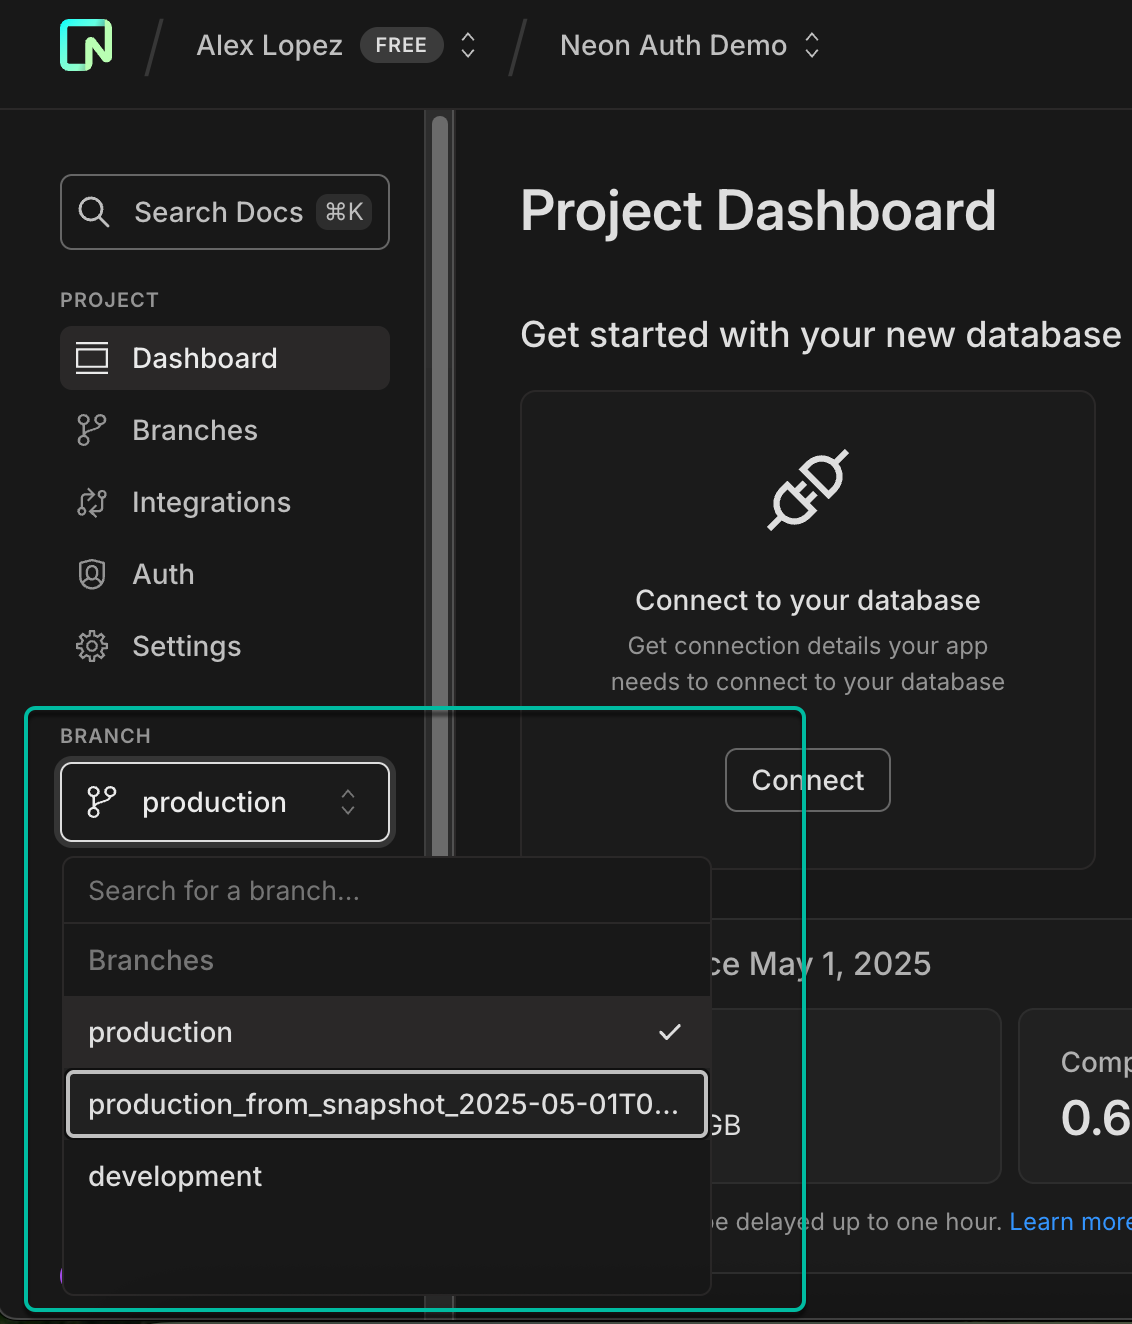 Alex Lopez FREE
Neon Auth Demo
Search Docs ⌘K
PROJECT
Dashboard
Branches
Integrations
Auth
Settings
BRANCH
production
Search for a branch...
Branches
production
production_from_snapshot_2025-05-01T0...
development
Project Dashboard
Get started with your new database
Connect to your database
Get connection details your app
needs to connect to your database
Connect
May 1, 2025
GB
Comp
0.6
delayed up to one hour. Learn more